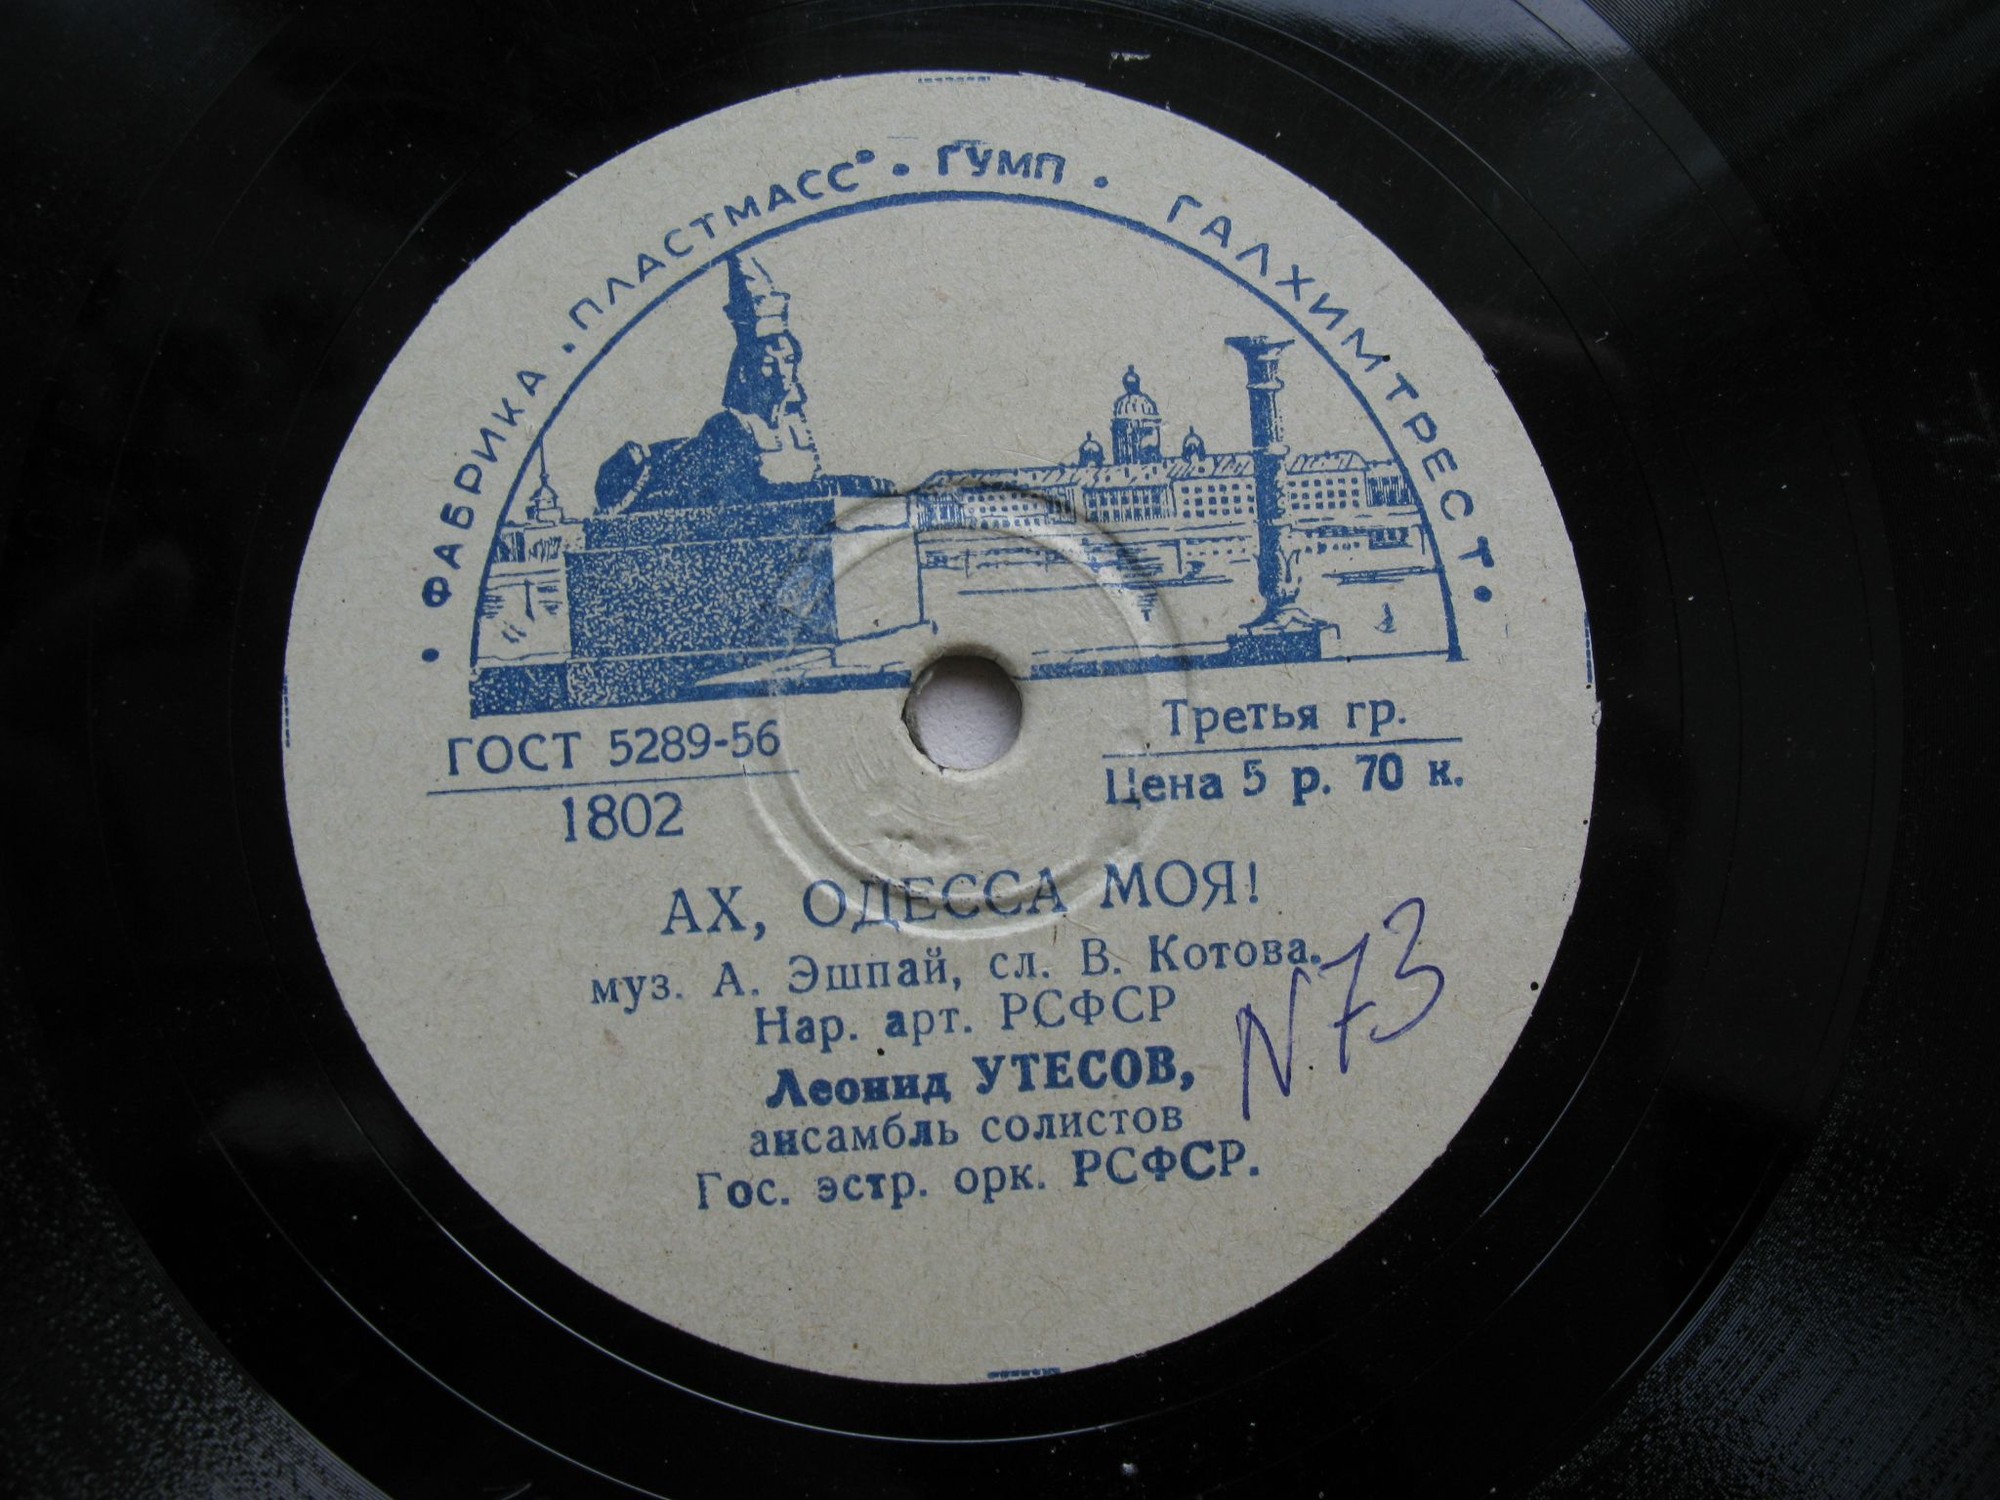 • ФАБРИКА • ПЛАСТМАСС • ГУМП • ГАЛХИМТРЕСТ •
ГОСТ 5289-56
1802
Третья гр.
Цена 5 р. 70 к.
АХ, ОДЕССА МОЯ!
муз. А. Эшпай, сл. В. Котова.
Нар. арт. РСФСР
Леонид УТЕСОВ,
ансамбль солистов
Гос. эстр. орк. РСФСР.
N.73